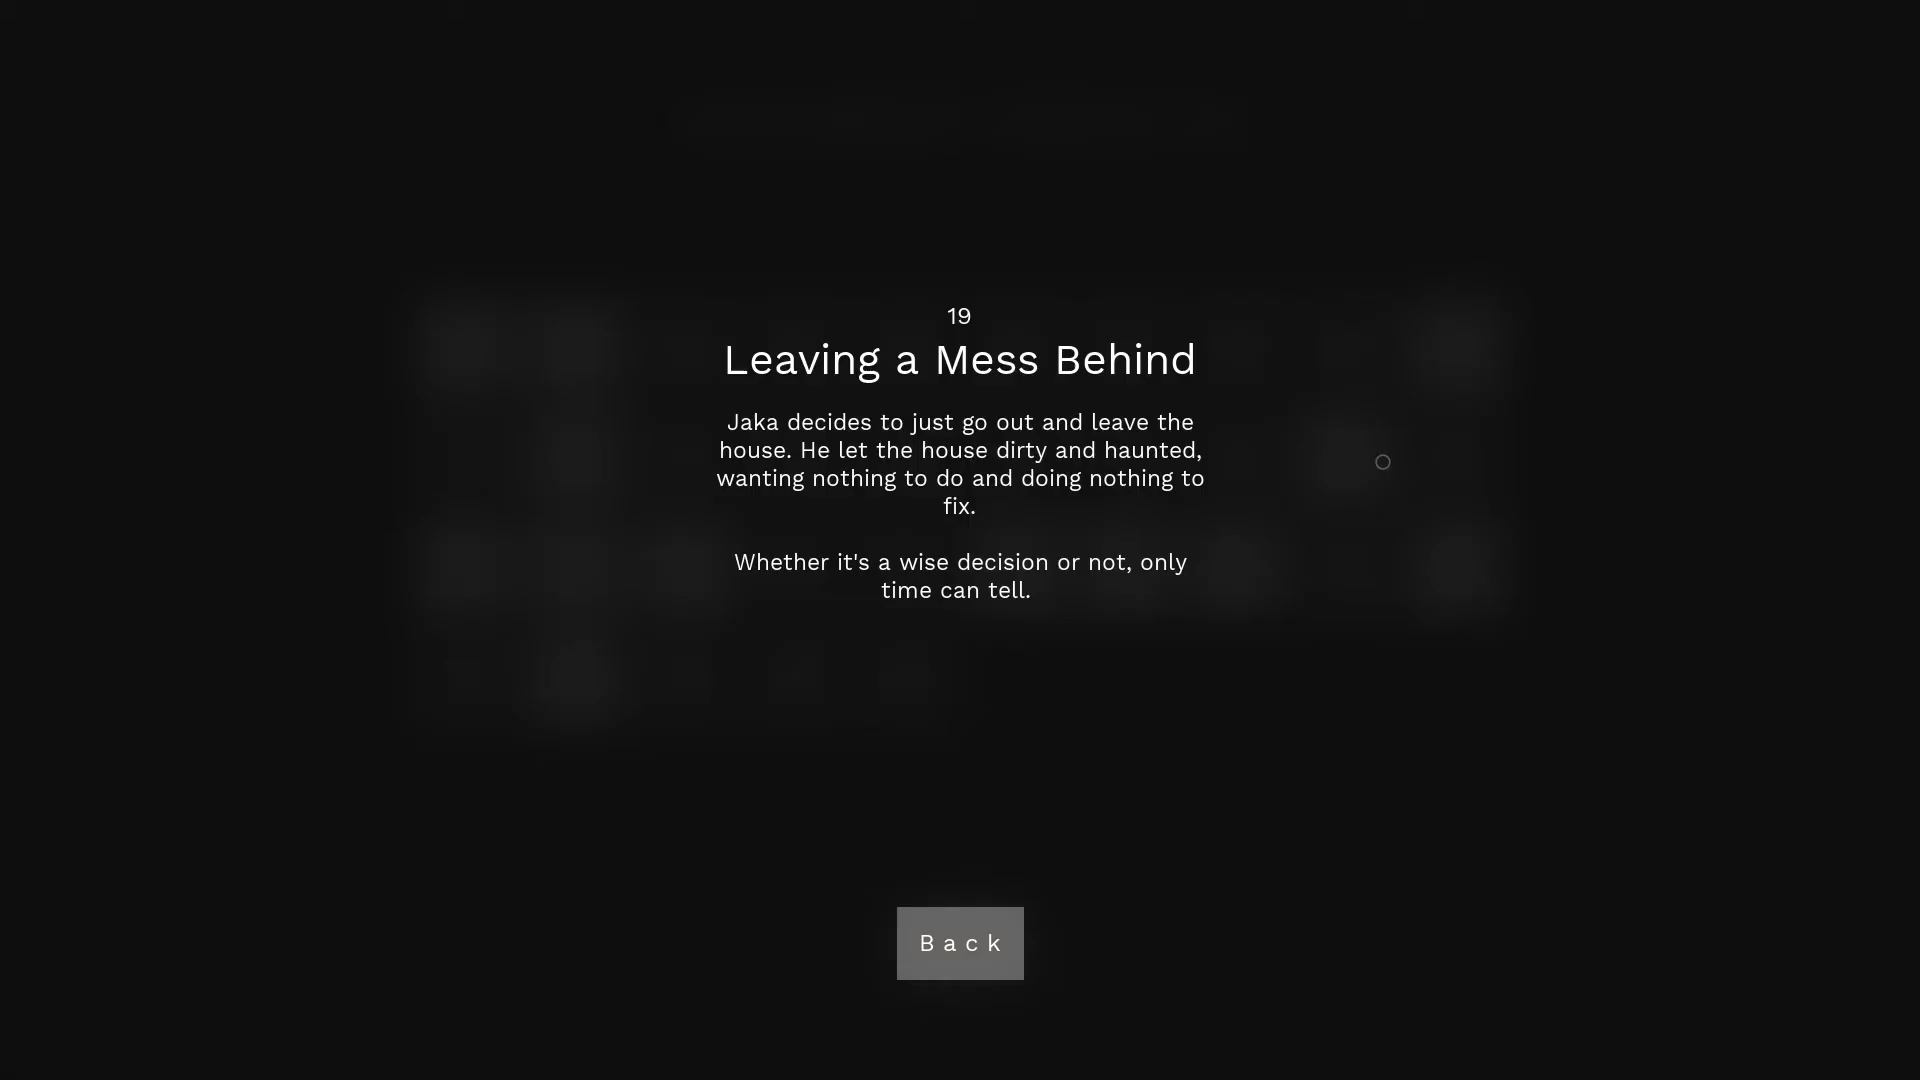 19
Leaving a Mess Behind
Jaka decides to just go out and leave the
house. He let the house dirty and haunted,
wanting nothing to do and doing nothing to
fix.
Whether it's a wise decision or not, only
time can tell.
Back